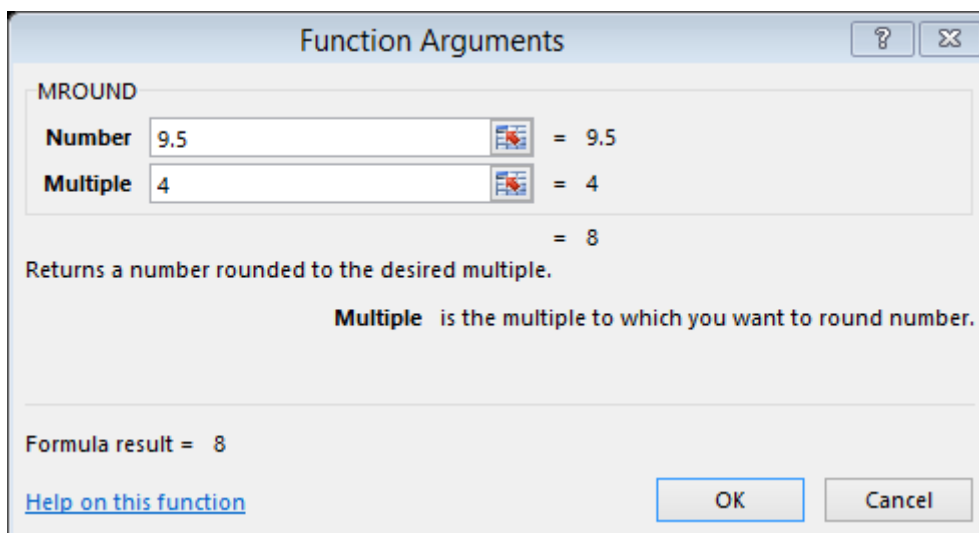 Function Arguments ?
MROUND
Number 9.5 = 9.5
Multiple 4 = 4
= 8
Returns a number rounded to the desired multiple.
Multiple is the multiple to which you want to round number.
Formula result = 8
Help on this function OK Cancel